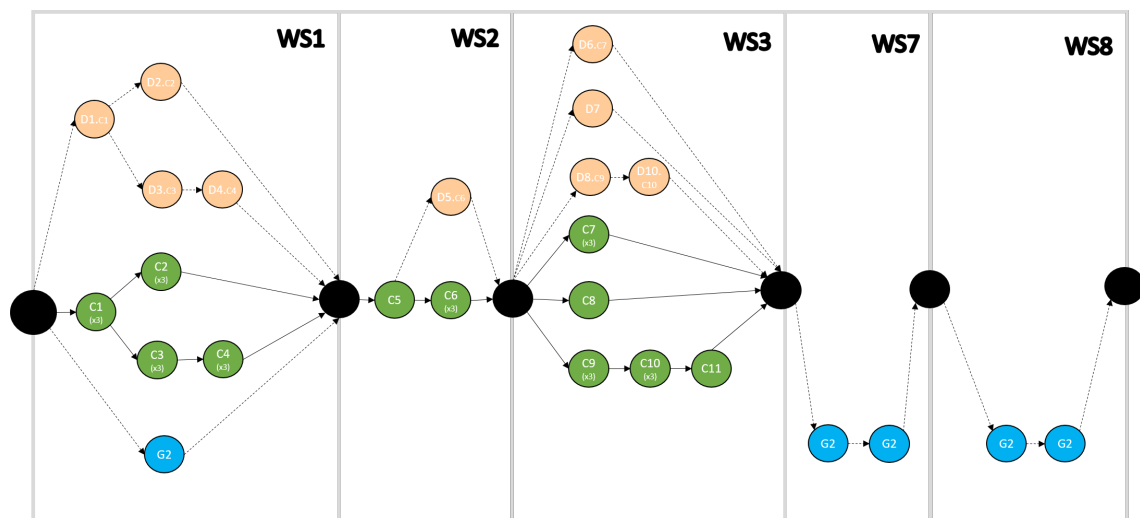 WS1
WS2
WS3
WS7
WS8
D2.C2
D1.C1
D3.C3
D4.C4
C2
(x3)
C1
(x3)
C3
(x3)
C4
(x3)
G2
D5.C6
C5
C6
(x3)
D6.C7
D7
D8.C9
D10.
C10
C7
(x3)
C8
C9
(x3)
C10
(x3)
C11
G2
G2
G2
G2